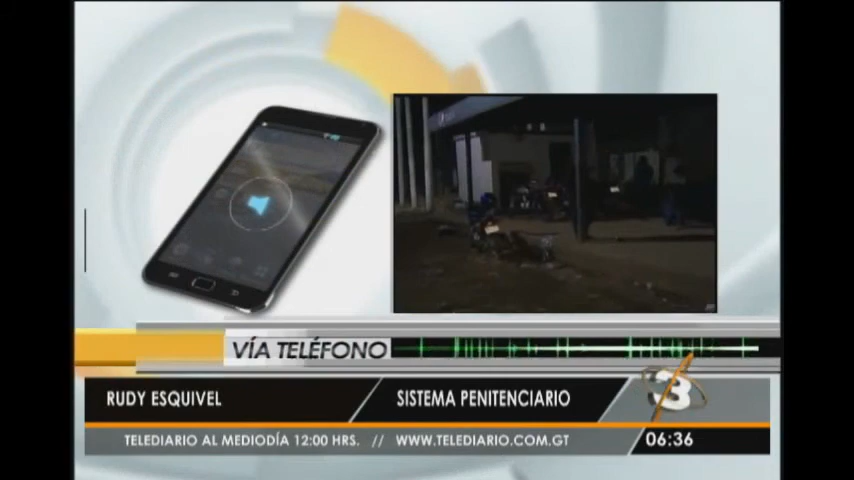 VÍA TELÉFONO
RUDY ESQUIVEL
SISTEMA PENITENCIARIO
3
TELEDIARIO AL MEDIODÍA 12:00 HRS. // WWW.TELEDIARIO.COM.GT
06:36